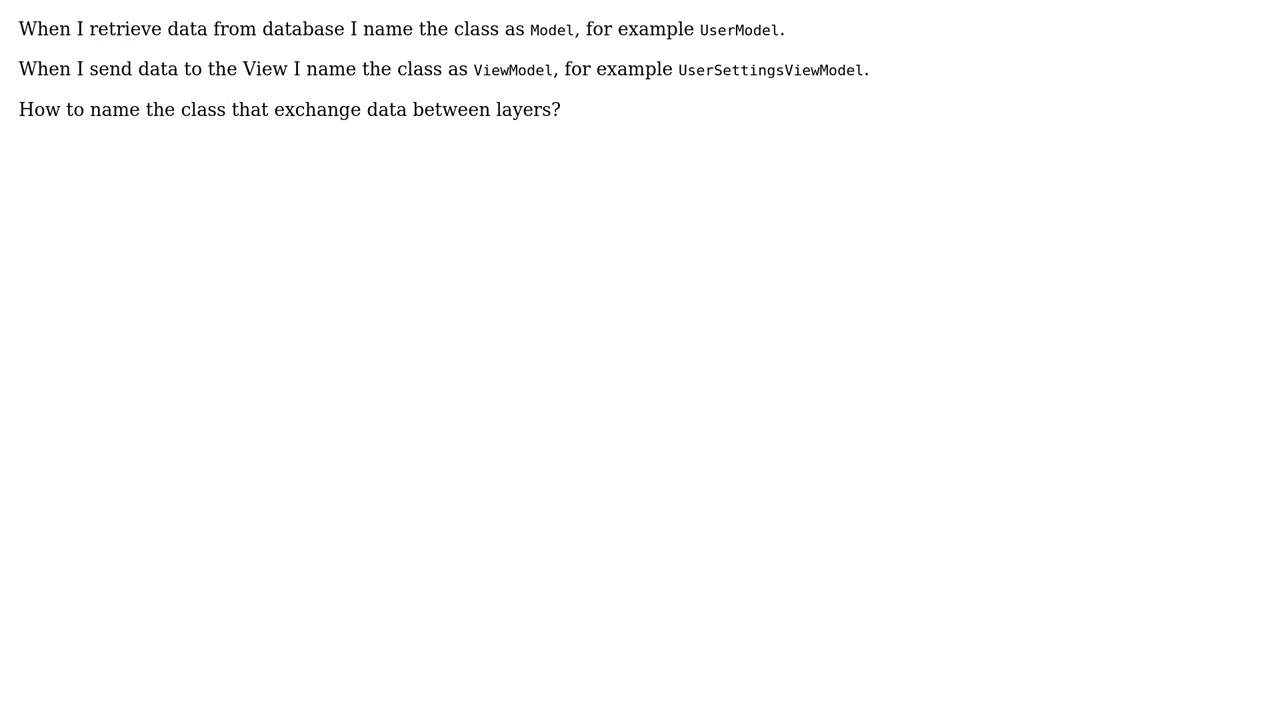 When I retrieve data from database I name the class as Model, for example UserModel.
When I send data to the View I name the class as ViewModel, for example UserSettingsViewModel.
How to name the class that exchange data between layers?